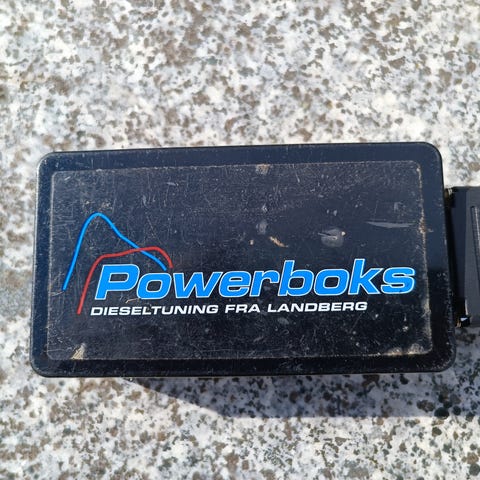 Powerboks
DIESELTUNING FRA LANDBERG